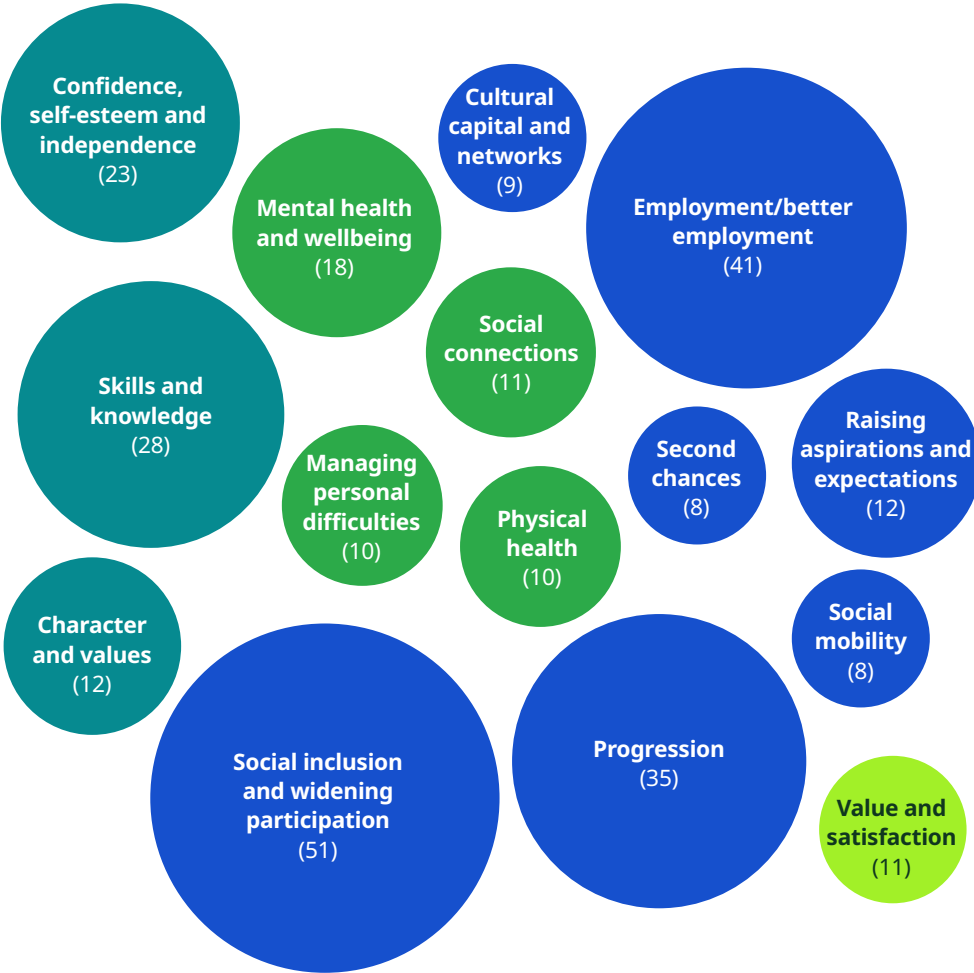 Confidence,
self-esteem and
independence
(23)
Cultural
capital and
networks
(9)
Mental health
and wellbeing
(18)
Employment/better
employment
(41)
Social
connections
(11)
Skills and
knowledge
(28)
Managing
personal
difficulties
(10)
Physical
health
(10)
Second
chances
(8)
Raising
aspirations and
expectations
(12)
Character
and values
(12)
Social
mobility
(8)
Social inclusion
and widening
participation
(51)
Progression
(35)
Value and
satisfaction
(11)